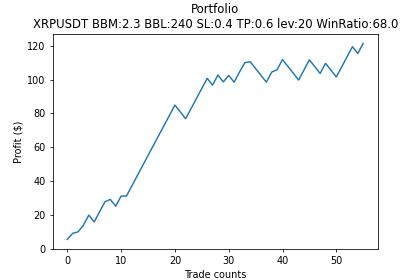 Portfolio
XRPUSDT BBM:2.3 BBL:240 SL:0.4 TP:0.6 lev:20 WinRatio:68.0
120
100
80
60
40
20
0
Profit ($)
0 10 20 30 40 50
Trade counts